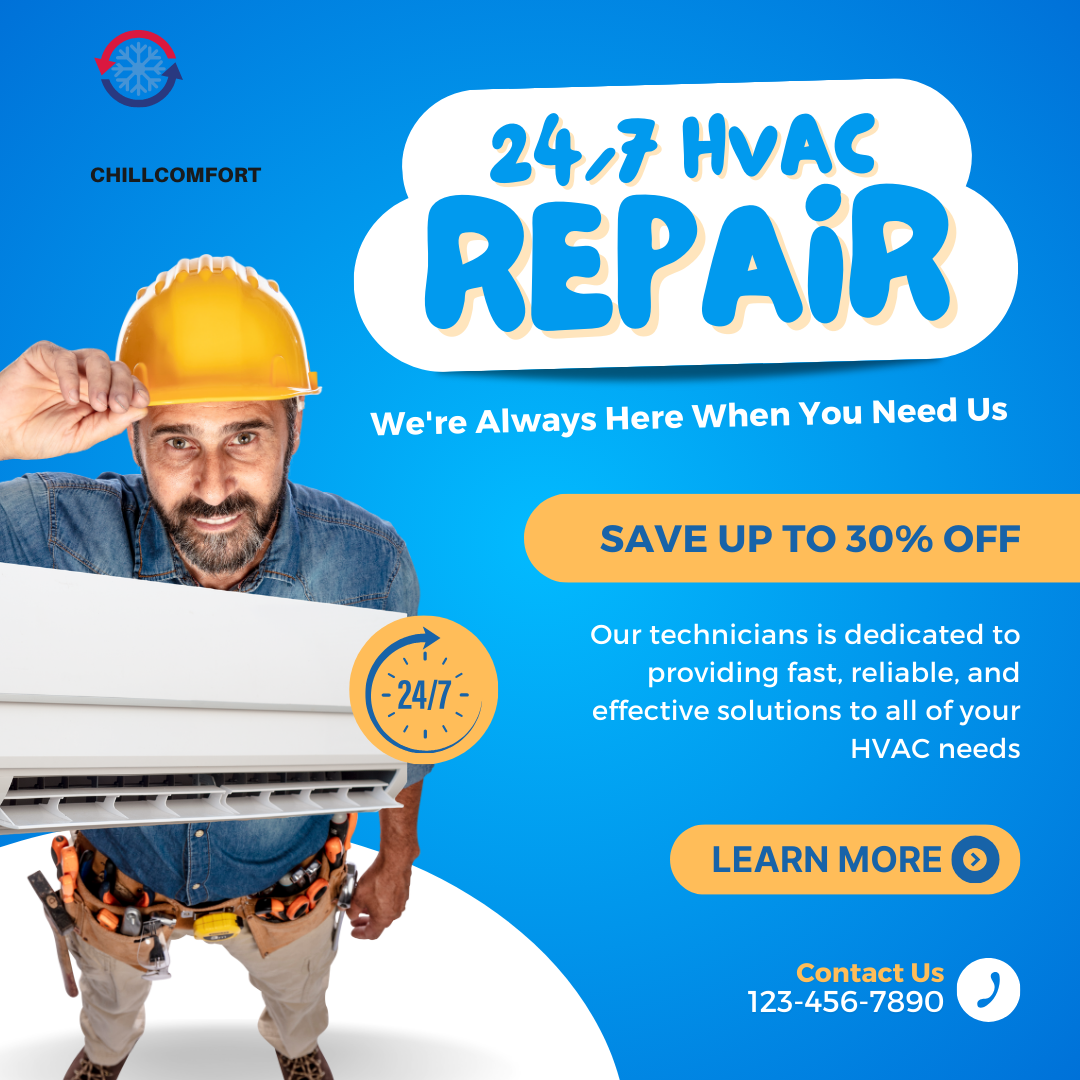 CHILLCOMFORT
24/7 HVAC
REPAIR
We're Always Here When You Need Us
SAVE UP TO 30% OFF
Our technicians is dedicated to
providing fast, reliable, and
effective solutions to all of your
HVAC needs
24/7
LEARN MORE
Contact Us
123-456-7890